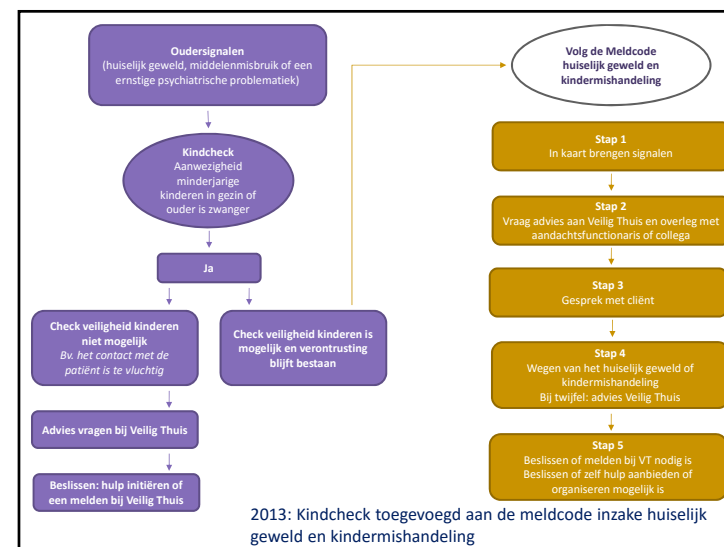 Oudersignalen
(huiselijk geweld, middelenmisbruik of een
ernstige psychiatrische problematiek)
Kindcheck
Aanwezigheid
minderjarige
kinderen in gezin of
ouder is zwanger
Ja
Check veiligheid kinderen
niet mogelijk
Bv. het contact met de
patiënt is te vluchtig
Check veiligheid kinderen is
mogelijk en verontrusting
blijft bestaan
Advies vragen bij Veilig Thuis
Beslissen: hulp initiëren of
een melden bij Veilig Thuis
Volg de Meldcode
huiselijk geweld en
kindermishandeling
Stap 1
In kaart brengen signalen
Stap 2
Vraag advies aan Veilig Thuis en overleg met
aandachtsfunctionaris of collega
Stap 3
Gesprek met cliënt
Stap 4
Wegen van het huiselijk geweld of
kindermishandeling
Bij twijfel: advies Veilig Thuis
Stap 5
Beslissen of melden bij VT nodig is
Beslissen of zelf hulp aanbieden of
organiseren mogelijk is
2013: Kindcheck toegevoegd aan de meldcode inzake huiselijk
geweld en kindermishandeling